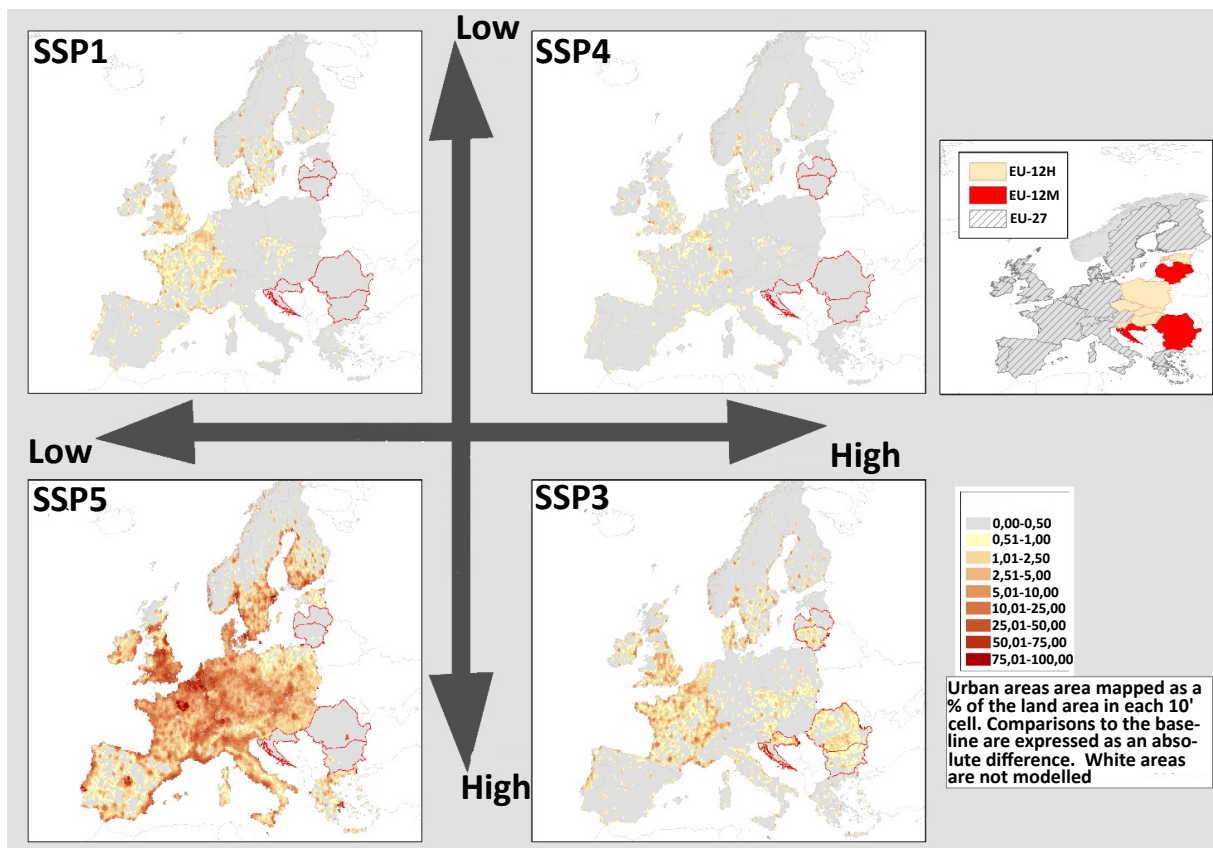 SSP1
Low
SSP4
EU-12H
EU-12M
EU-27
Low
High
SSP5
High
SSP3
0,00-0,50
0,51-1,00
1,01-2,50
2,51-5,00
5,01-10,00
10,01-25,00
25,01-50,00
50,01-75,00
75,01-100,00
Urban areas area mapped as a
% of the land area in each 10'
cell. Comparisons to the base-
line are expressed as an abso-
lute difference. White areas
are not modelled